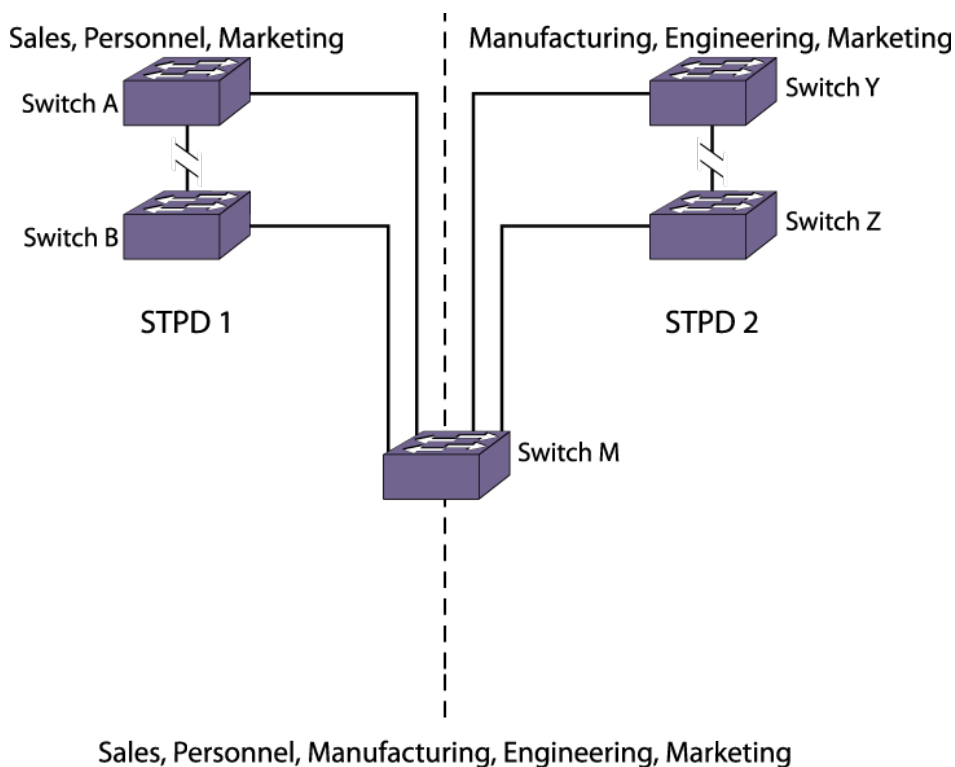 Sales, Personnel, Marketing
Manufacturing, Engineering, Marketing
Switch A
Switch Y
Switch B
Switch Z
STPD 1
STPD 2
Switch M
Sales, Personnel, Manufacturing, Engineering, Marketing